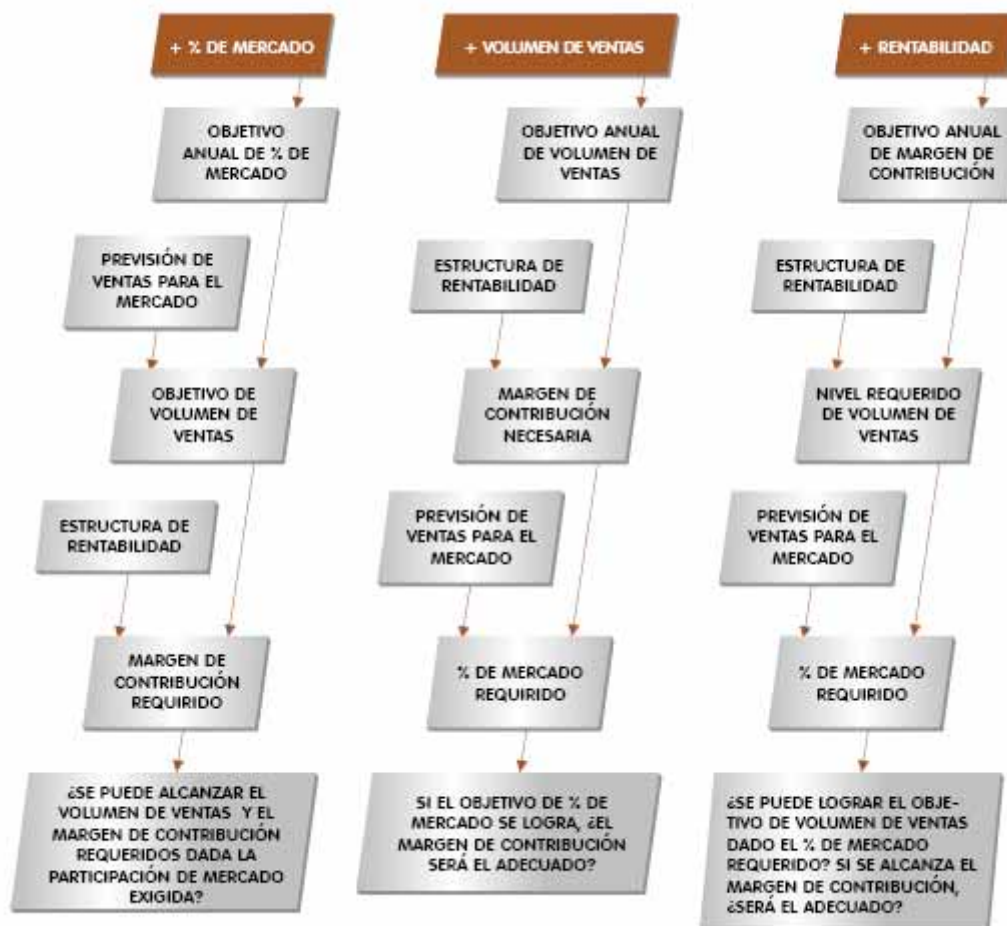 + % DE MERCADO
OBJETIVO
ANUAL DE % DE
MERCADO
PREVISIÓN DE
VENTAS PARA EL
MERCADO
OBJETIVO DE
VOLUMEN DE
VENTAS
ESTRUCTURA DE
RENTABILIDAD
MARGEN DE
CONTRIBUCIÓN
REQUIRIDO
¿SE PUEDE ALCANZAR EL
VOLUMEN DE VENTAS Y EL
MARGEN DE CONTRIBUCIÓN
REQUERIDOS DADA LA
PARTICIPACIÓN DE MERCADO
EXIGIDA?
+ VOLUMEN DE VENTAS
OBJETIVO ANUAL
DE VOLUMEN DE
VENTAS
ESTRUCTURA DE
RENTABILIDAD
MARGEN DE
CONTRIBUCIÓN
NECESARIA
PREVISIÓN DE
VENTAS PARA EL
MERCADO
% DE MERCADO
REQUIRIDO
SI EL OBJETIVO DE % DE
MERCADO SE LOGRA, ¿EL
MARGEN DE CONTRIBUCIÓN
SERÁ EL ADECUADO?
+ RENTABILIDAD
OBJETIVO ANUAL
DE MARGEN DE
CONTRIBUCIÓN
ESTRUCTURA DE
RENTABILIDAD
NIVEL REQUERIDO
DE VOLUMEN DE
VENTAS
PREVISIÓN DE
VENTAS PARA EL
MERCADO
% DE MERCADO
REQUIRIDO
¿SE PUEDE LOGRAR EL OBJE-
TIVO DE VOLUMEN DE VENTAS
DADO EL % DE MERCADO
REQUERIDO? SI SE ALCANZA EL
MARGEN DE CONTRIBUCIÓN,
¿SERÁ EL ADECUADO?